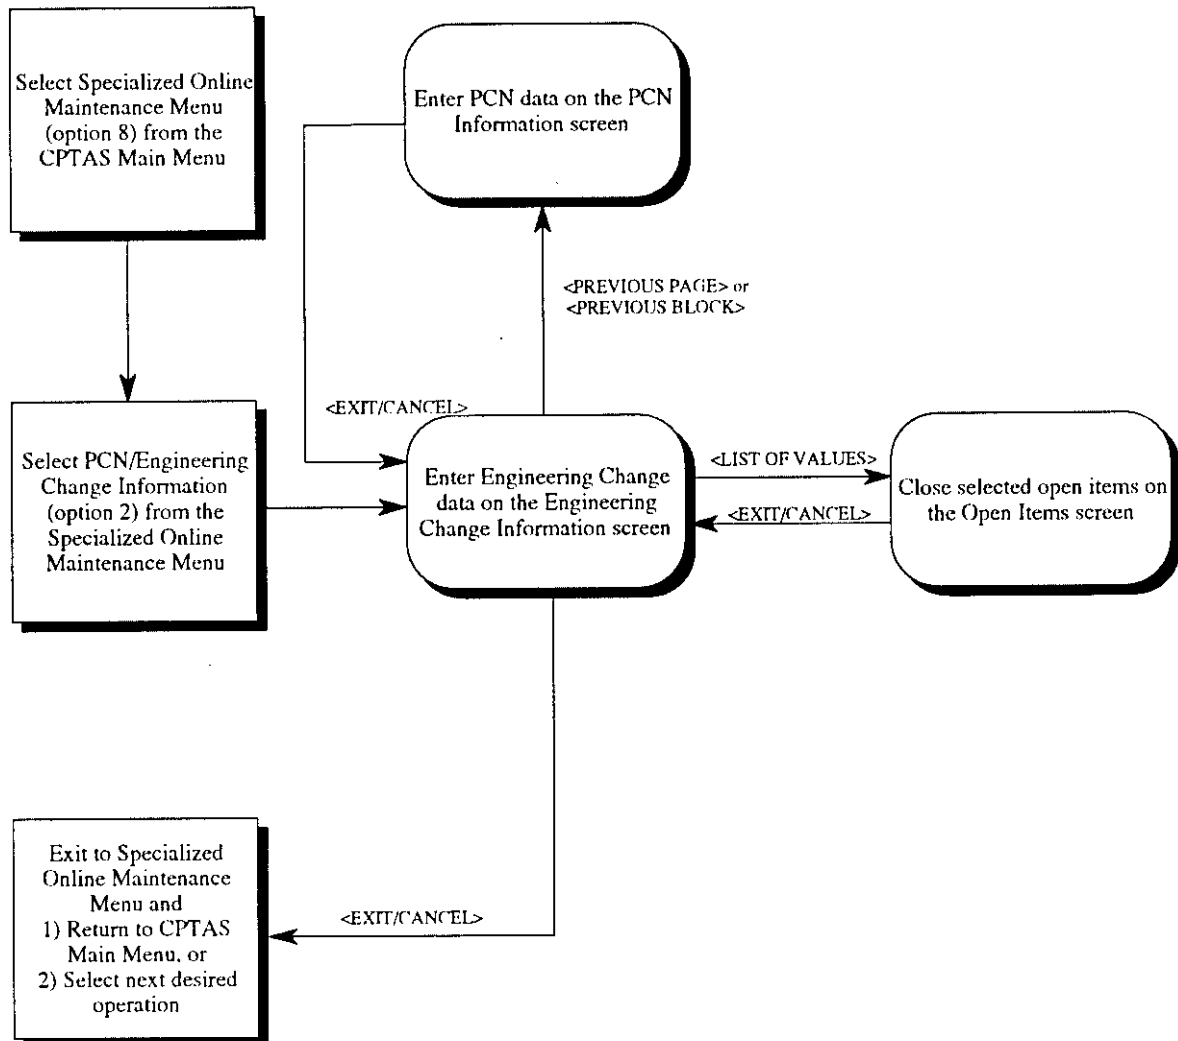 Select Specialized Online
Maintenance Menu
(option 8) from the
CPTAS Main Menu
Enter PCN data on the PCN
Information screen
<PREVIOUS PAGE> or
<PREVIOUS BLOCK>
<EXIT/CANCEL>
Select PCN/Engineering
Change Information
(option 2) from the
Specialized Online
Maintenance Menu
Enter Engineering Change
data on the Engineering
Change Information screen
<LIST OF VALUES>
<EXIT/CANCEL>
Close selected open items on
the Open Items screen
Exit to Specialized
Online Maintenance
Menu and
1) Return to CPTAS
Main Menu, or
2) Select next desired
operation
<EXIT/CANCEL>